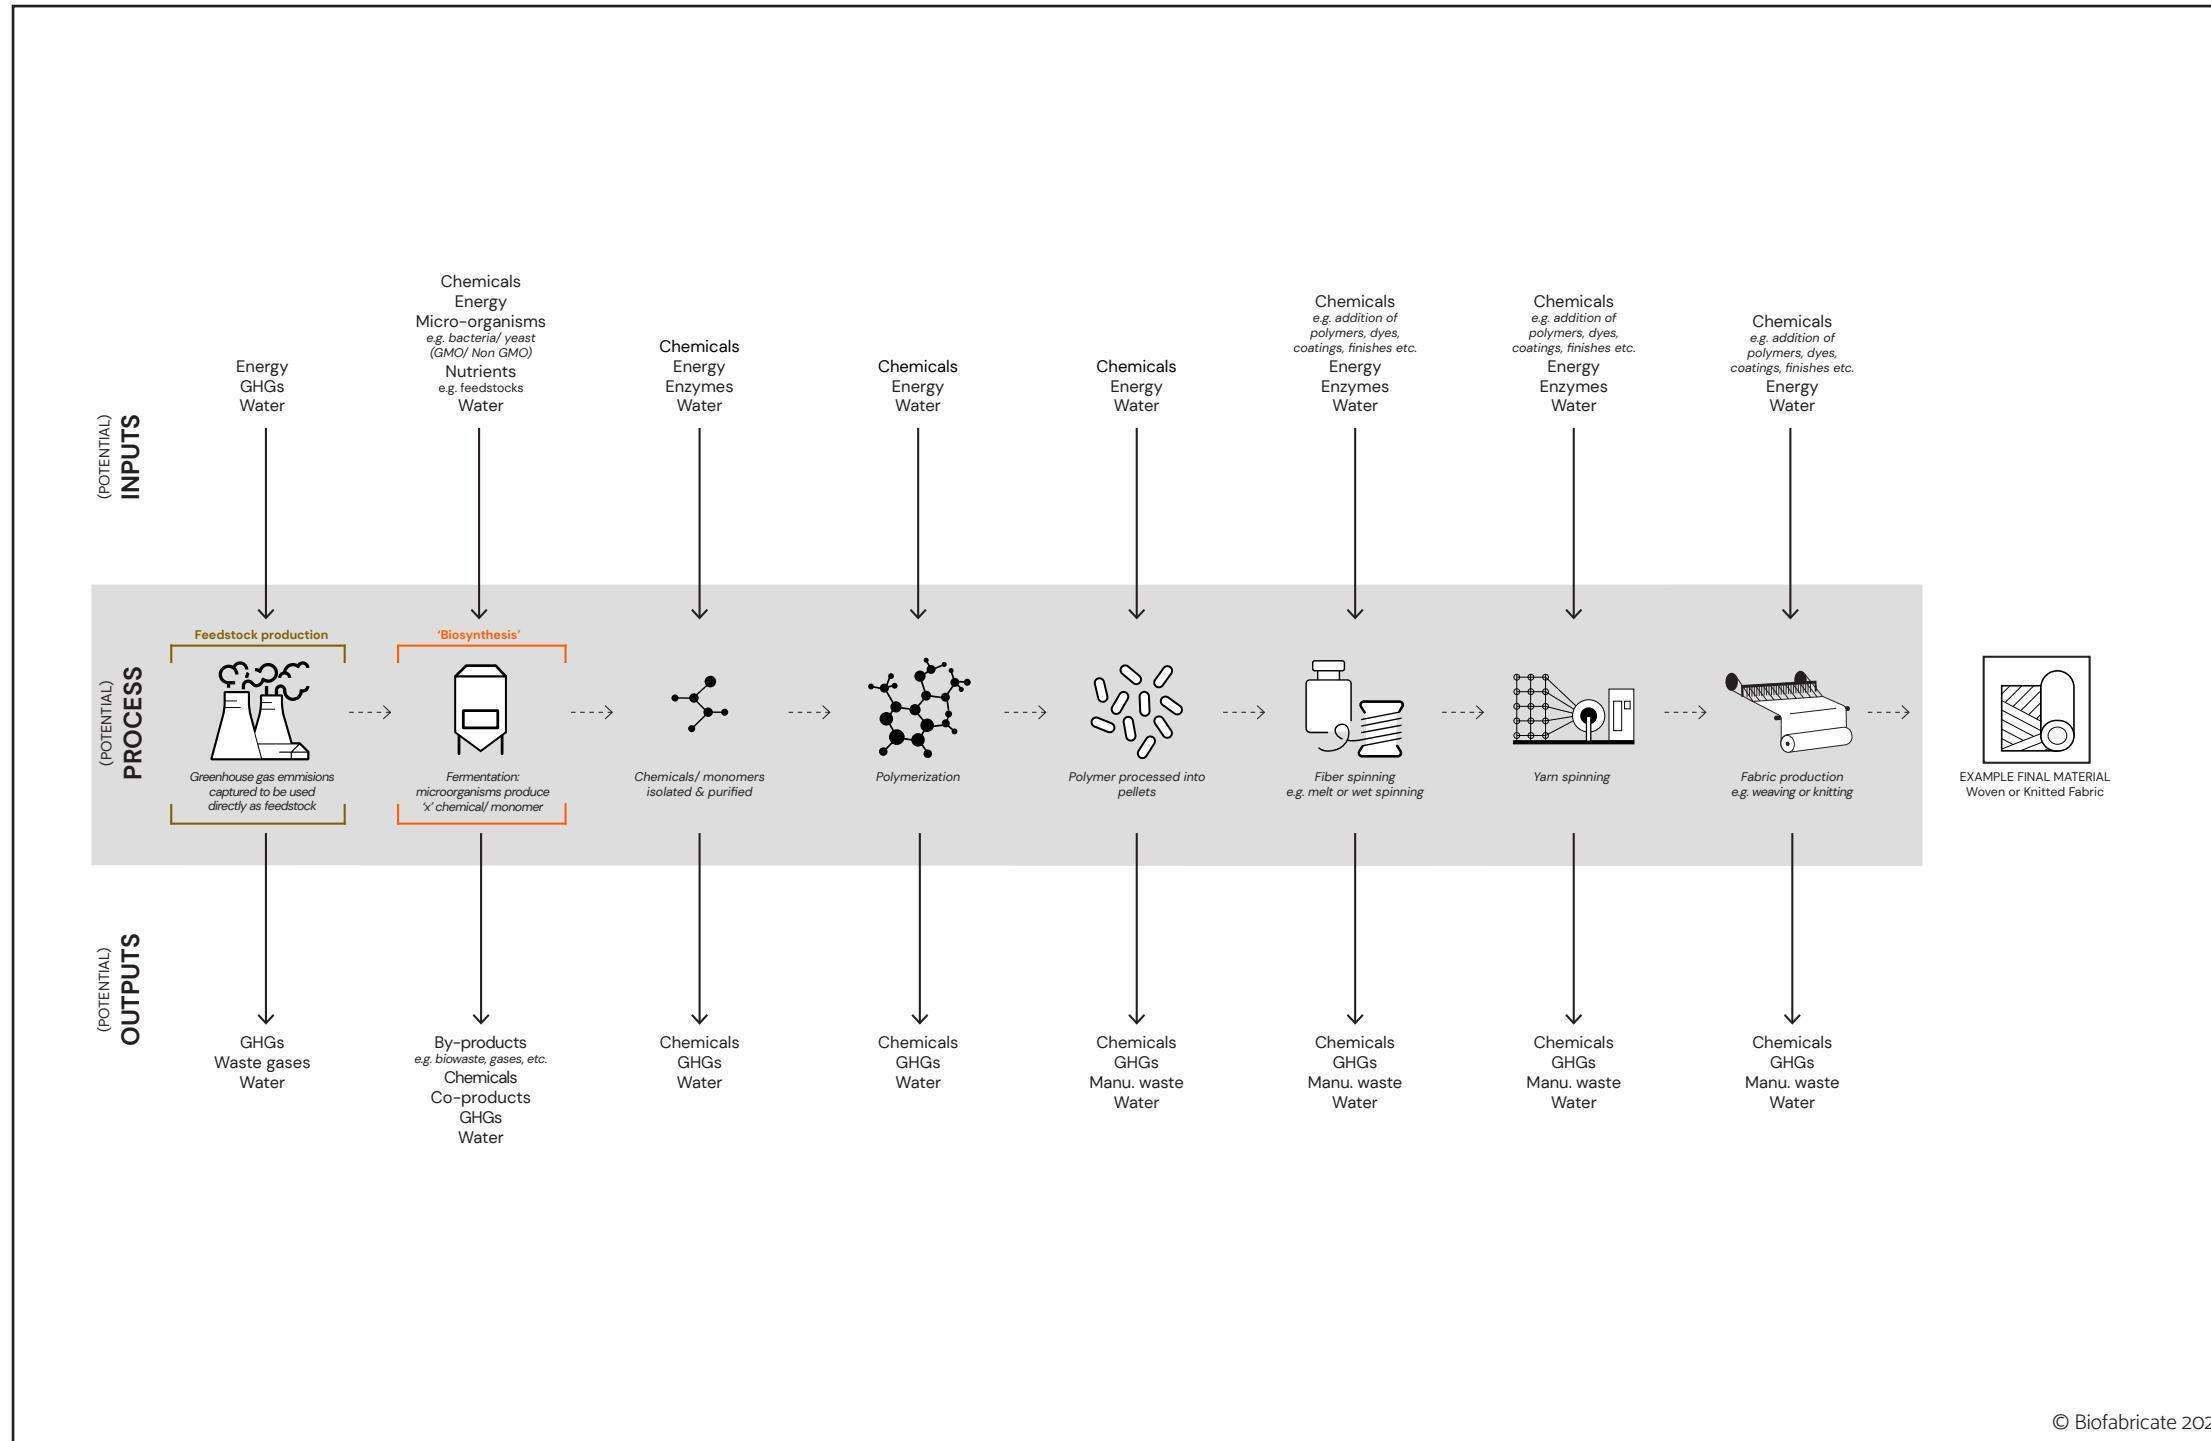 (POTENTIAL)
INPUTS
Energy
GHGs
Water
Chemicals
Energy
Micro-organisms
e.g. bacteria/ yeast
(GMO/ Non GMO)
Nutrients
e.g. feedstocks
Water
Chemicals
Energy
Enzymes
Water
Chemicals
Energy
Water
Chemicals
Energy
Water
Chemicals
e.g. addition of
polymers, dyes,
coatings, finishes etc.
Energy
Enzymes
Water
Chemicals
e.g. addition of
polymers, dyes,
coatings, finishes etc.
Energy
Enzymes
Water
Chemicals
e.g. addition of
polymers, dyes,
coatings, finishes etc.
Energy
Water
(POTENTIAL)
PROCESS
Feedstock production
Greenhouse gas emmisions
captured to be used
directly as feedstock
'Biosynthesis'
Fermentation:
microorganisms produce
'x' chemical/ monomer
Chemicals/ monomers
isolated & purified
Polymerization
Polymer processed into
pellets
Fiber spinning
e.g. melt or wet spinning
Yarn spinning
Fabric production
e.g. weaving or knitting
EXAMPLE FINAL MATERIAL
Woven or Knitted Fabric
(POTENTIAL)
OUTPUTS
GHGs
Waste gases
Water
By-products
e.g. biowaste, gases, etc.
Chemicals
Co-products
GHGs
Water
Chemicals
GHGs
Water
Chemicals
GHGs
Water
Chemicals
GHGs
Manu. waste
Water
Chemicals
GHGs
Manu. waste
Water
Chemicals
GHGs
Manu. waste
Water
Chemicals
GHGs
Manu. waste
Water
© Biofabricate 202